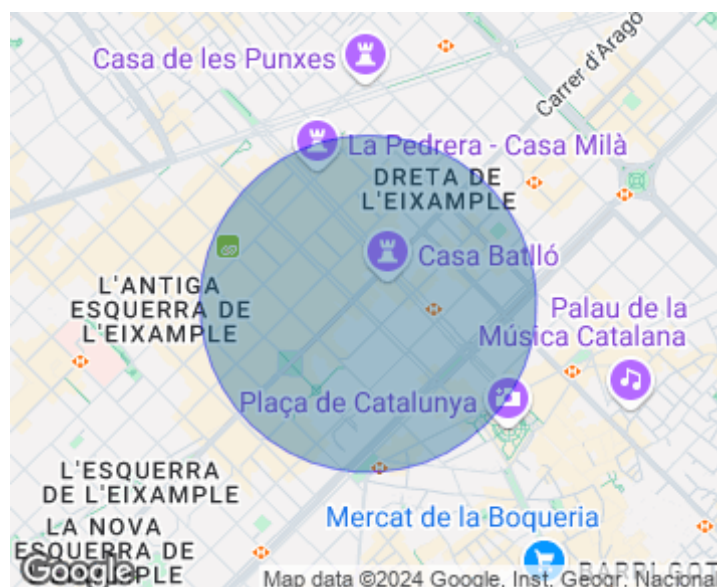 Casa de les Punxes
Carrer d'Aragó
La Pedrera - Casa Milà
DRETA DE
L'EIXAMPLE
Casa Batlló
L'ANTIGA
ESQUERRA DE
L'EIXAMPLE
Palau de la
Música Catalana
Plaça de Catalunya
L'ESQUERRA
DE L'EIXAMPLE
Mercat de la Boqueria
LA NOVA
ESQUERRA DE
Google
Map data ©2024 Google, Inst. Geogr. Nacional